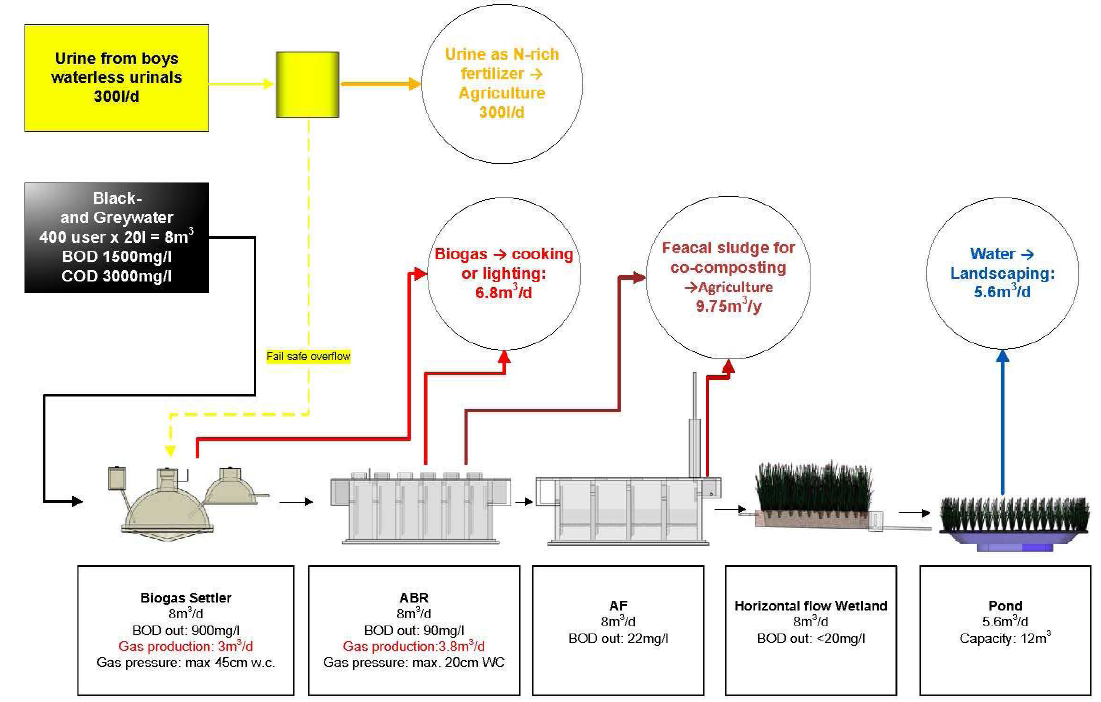 Urine from boys
waterless urinals
300l/d
Urine as N-rich
fertilizer →
Agriculture
300l/d
Black-
and Greywater
400 user x 20l = 8m³
BOD 1500mg/l
COD 3000mg/l
Biogas → cooking
or lighting:
6.8m³/d
Feacal sludge for
co-composting
→Agriculture
9.75m³/y
Water →
Landscaping:
5.6m³/d
Fail safe overflow
Biogas Settler
8m³/d
BOD out: 900mg/l
Gas production: 3m³/d
Gas pressure: max 45cm w.c.
ABR
8m³/d
BOD out: 90mg/l
Gas production:3.8m³/d
Gas pressure: max. 20cm WC
AF
8m³/d
BOD out: 22mg/l
Horizontal flow Wetland
8m³/d
BOD out: <20mg/l
Pond
5.6m³/d
Capacity: 12m³